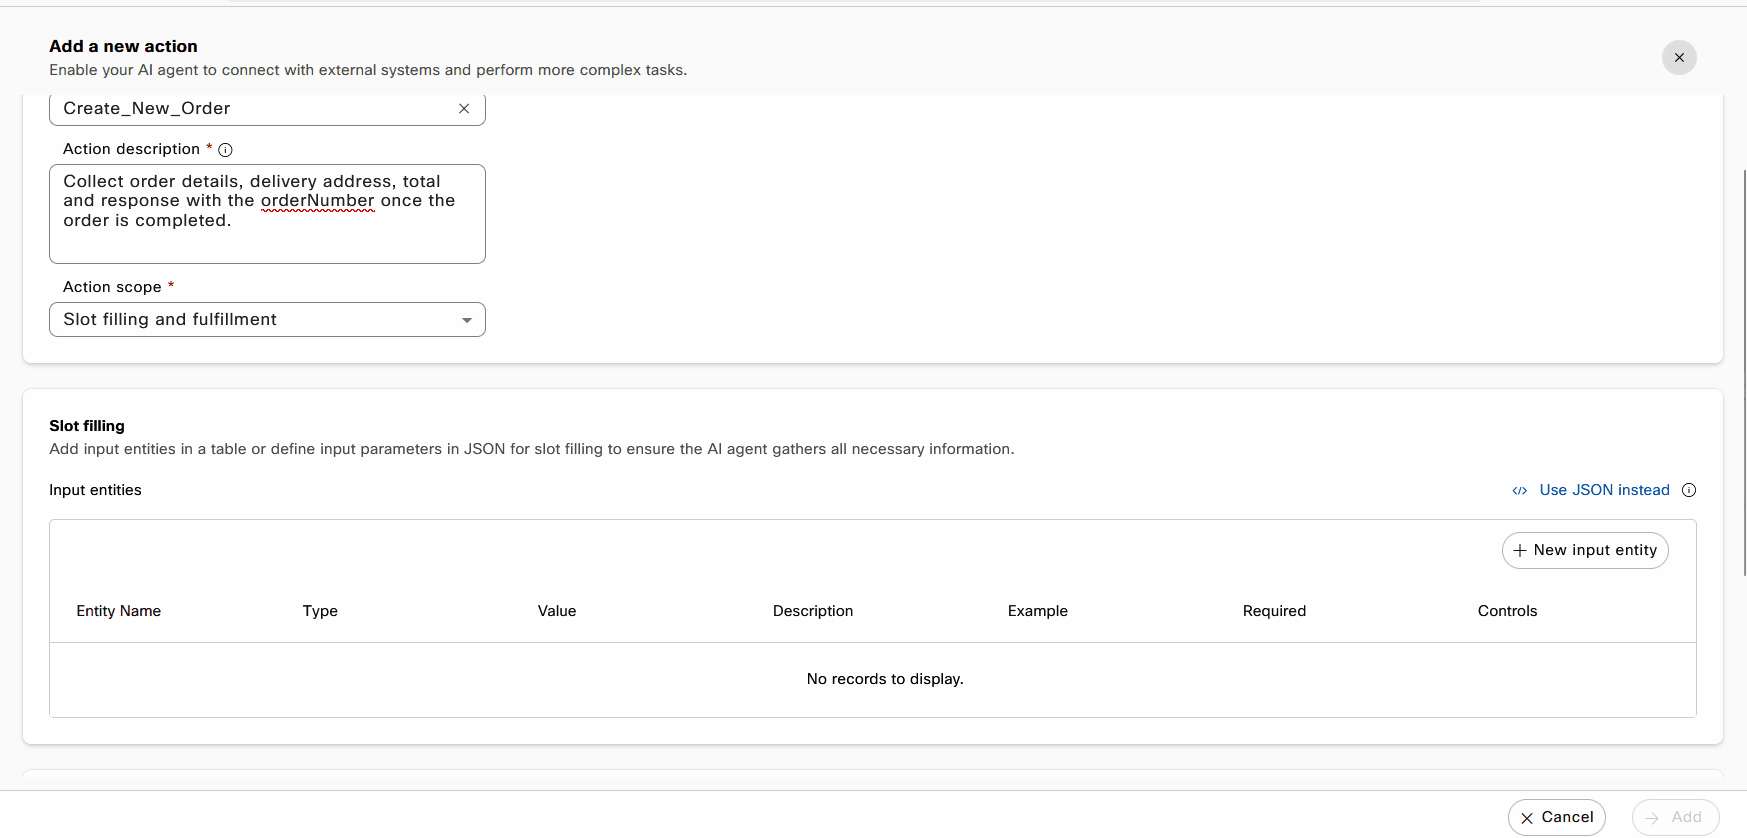 Add a new action
Enable your AI agent to connect with external systems and perform more complex tasks.
Create_New_Order
Action description *
Collect order details, delivery address, total
and response with the orderNumber once the
order is completed.
Action scope *
Slot filling and fulfillment
Slot filling
Add input entities in a table or define input parameters in JSON for slot filling to ensure the AI agent gathers all necessary information.
Input entities
</> Use JSON instead
+ New input entity
Entity Name Type Value Description Example Required Controls
No records to display.
Cancel
Add